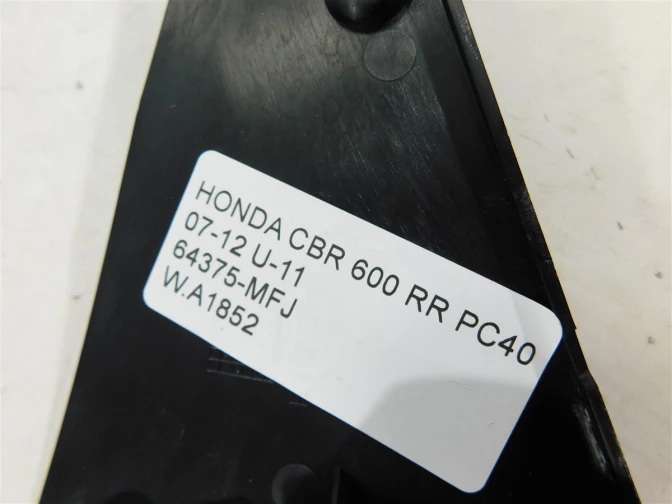 HONDA CBR 600 RR PC40
07-12 U-11
64375-MFJ
W.A1852